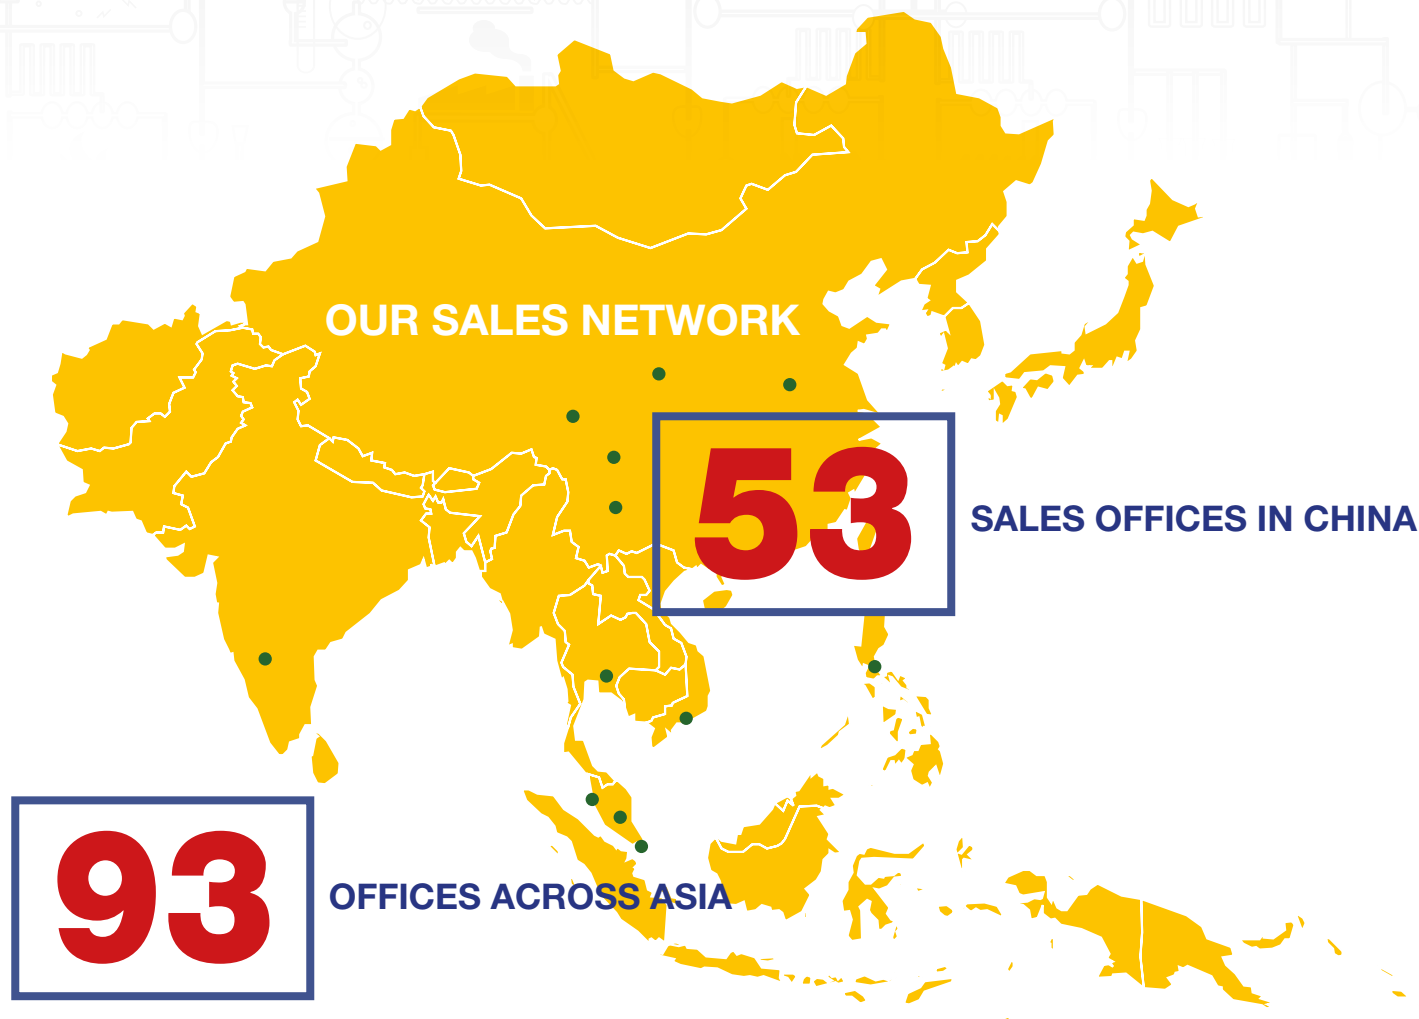 OUR SALES NETWORK
53
SALES OFFICES IN CHINA
93
OFFICES ACROSS ASIA